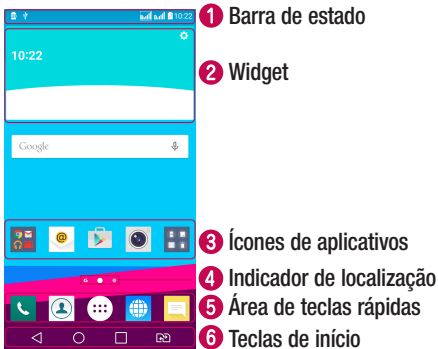 10:22
1 Barra de estado
10:22
2 Widget
Google
3 Ícones de aplicativos
4 Indicador de localização
5 Área de teclas rápidas
6 Teclas de início